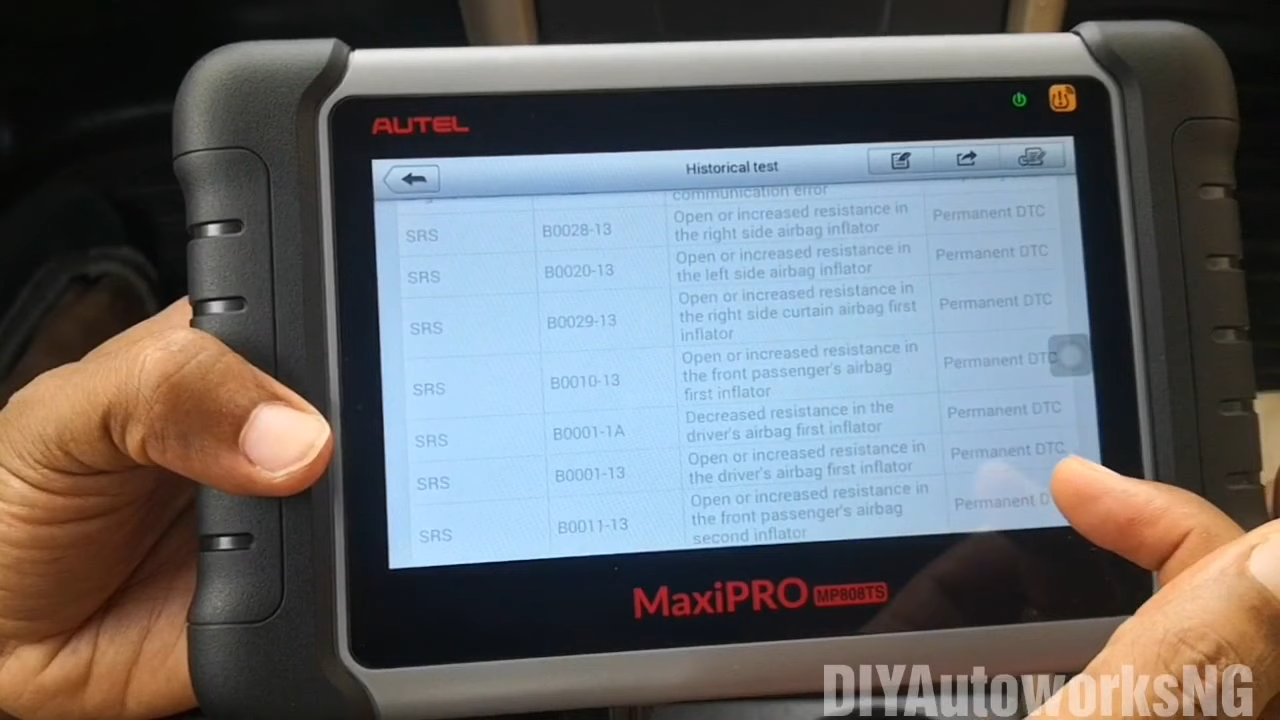 AUTEL
Historical test
communication error
SRS B0028-13 Open or increased resistance in the right side airbag inflator Permanent DTC
SRS B0020-13 Open or increased resistance in the left side airbag inflator Permanent DTC
SRS B0029-13 Open or increased resistance in the right side curtain airbag first inflator Permanent DTC
SRS B0010-13 Open or increased resistance in the front passenger's airbag first inflator Permanent DTC
SRS B0001-1A Decreased resistance in the driver's airbag first inflator Permanent DTC
SRS B0001-13 Open or increased resistance in the driver's airbag first inflator Permanent DTC
SRS B0011-13 Open or increased resistance in the front passenger's airbag second inflator Permanent D
MaxiPRO MP808TS
DIYAutoworksNG